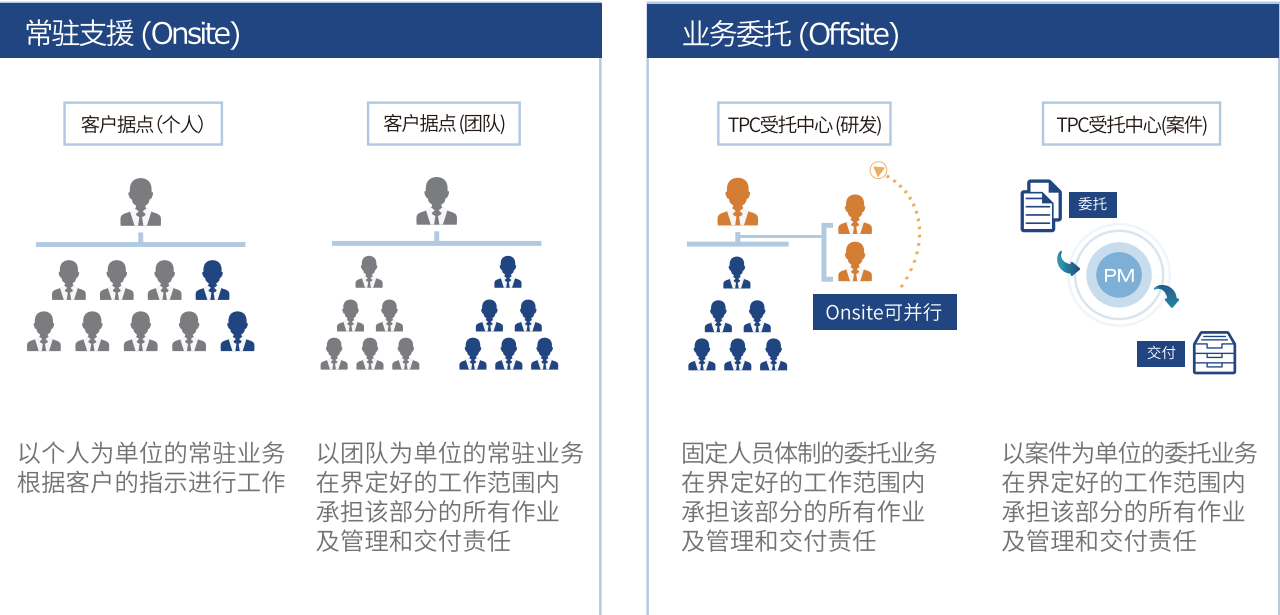 常驻支援 (Onsite)
客户据点 (个人)
客户据点 (团队)
以个人为单位的常驻业务
根据客户的指示进行工作
以团队为单位的常驻业务
在界定好的工作范围内
承担该部分的所有作业
及管理和交付责任
业务委托 (Offsite)
TPC受托中心 (研发)
TPC受托中心(案件)
Onsite可并行
委托
PM
交付
固定人员体制的委托业务
在界定好的工作范围内
承担该部分的所有作业
及管理和交付责任
以案件为单位的委托业务
在界定好的工作范围内
承担该部分的所有作业
及管理和交付责任